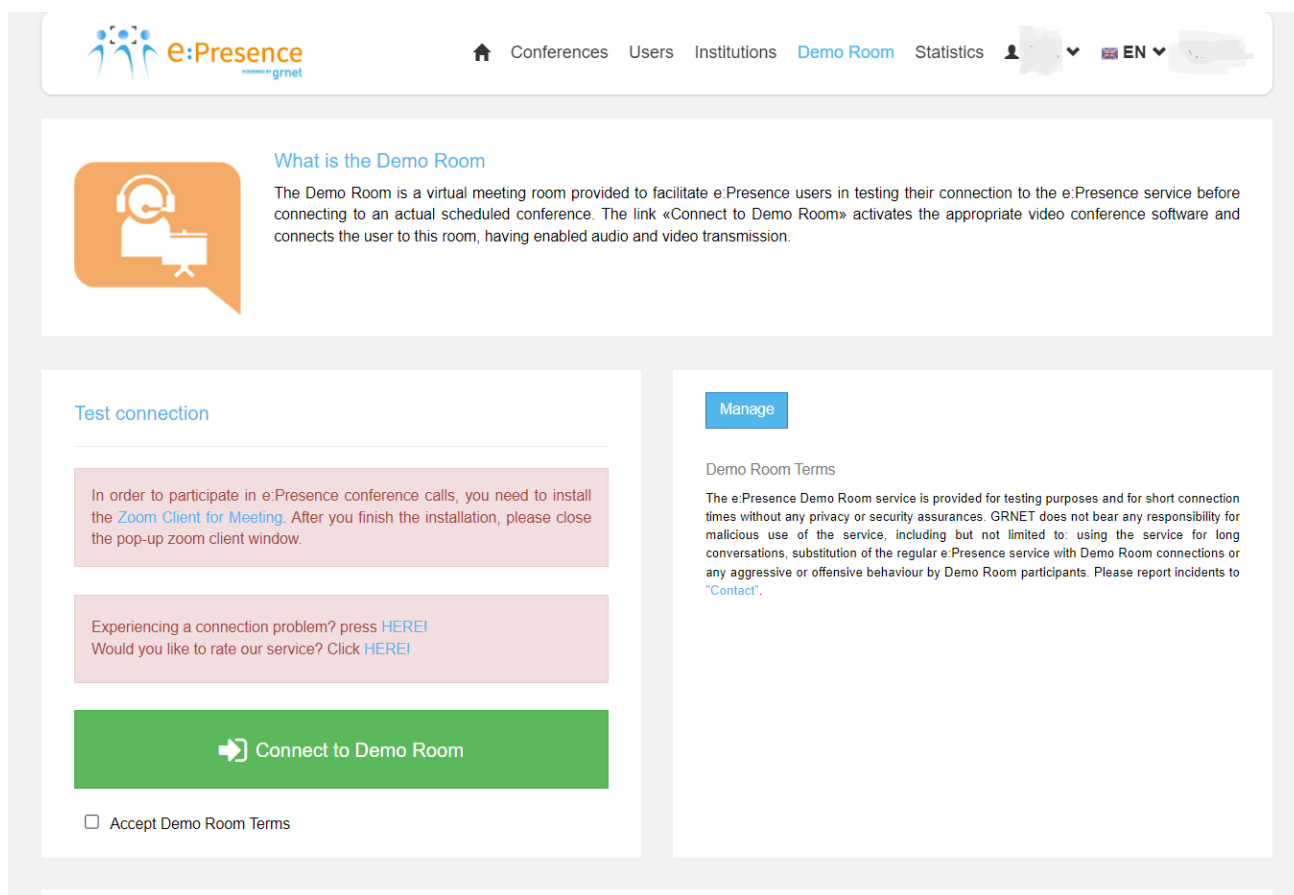 e:Presence
POWERED BY grnet
Conferences Users Institutions Demo Room Statistics EN
What is the Demo Room
The Demo Room is a virtual meeting room provided to facilitate e:Presence users in testing their connection to the e:Presence service before
connecting to an actual scheduled conference. The link «Connect to Demo Room» activates the appropriate video conference software and
connects the user to this room, having enabled audio and video transmission.
Test connection
In order to participate in e:Presence conference calls, you need to install
the Zoom Client for Meeting. After you finish the installation, please close
the pop-up zoom client window.
Experiencing a connection problem? press HERE!
Would you like to rate our service? Click HERE!
Connect to Demo Room
Accept Demo Room Terms
Manage
Demo Room Terms
The e:Presence Demo Room service is provided for testing purposes and for short connection
times without any privacy or security assurances. GRNET does not bear any responsibility for
malicious use of the service, including but not limited to: using the service for long
conversations, substitution of the regular e:Presence service with Demo Room connections or
any aggressive or offensive behaviour by Demo Room participants. Please report incidents to
"Contact".